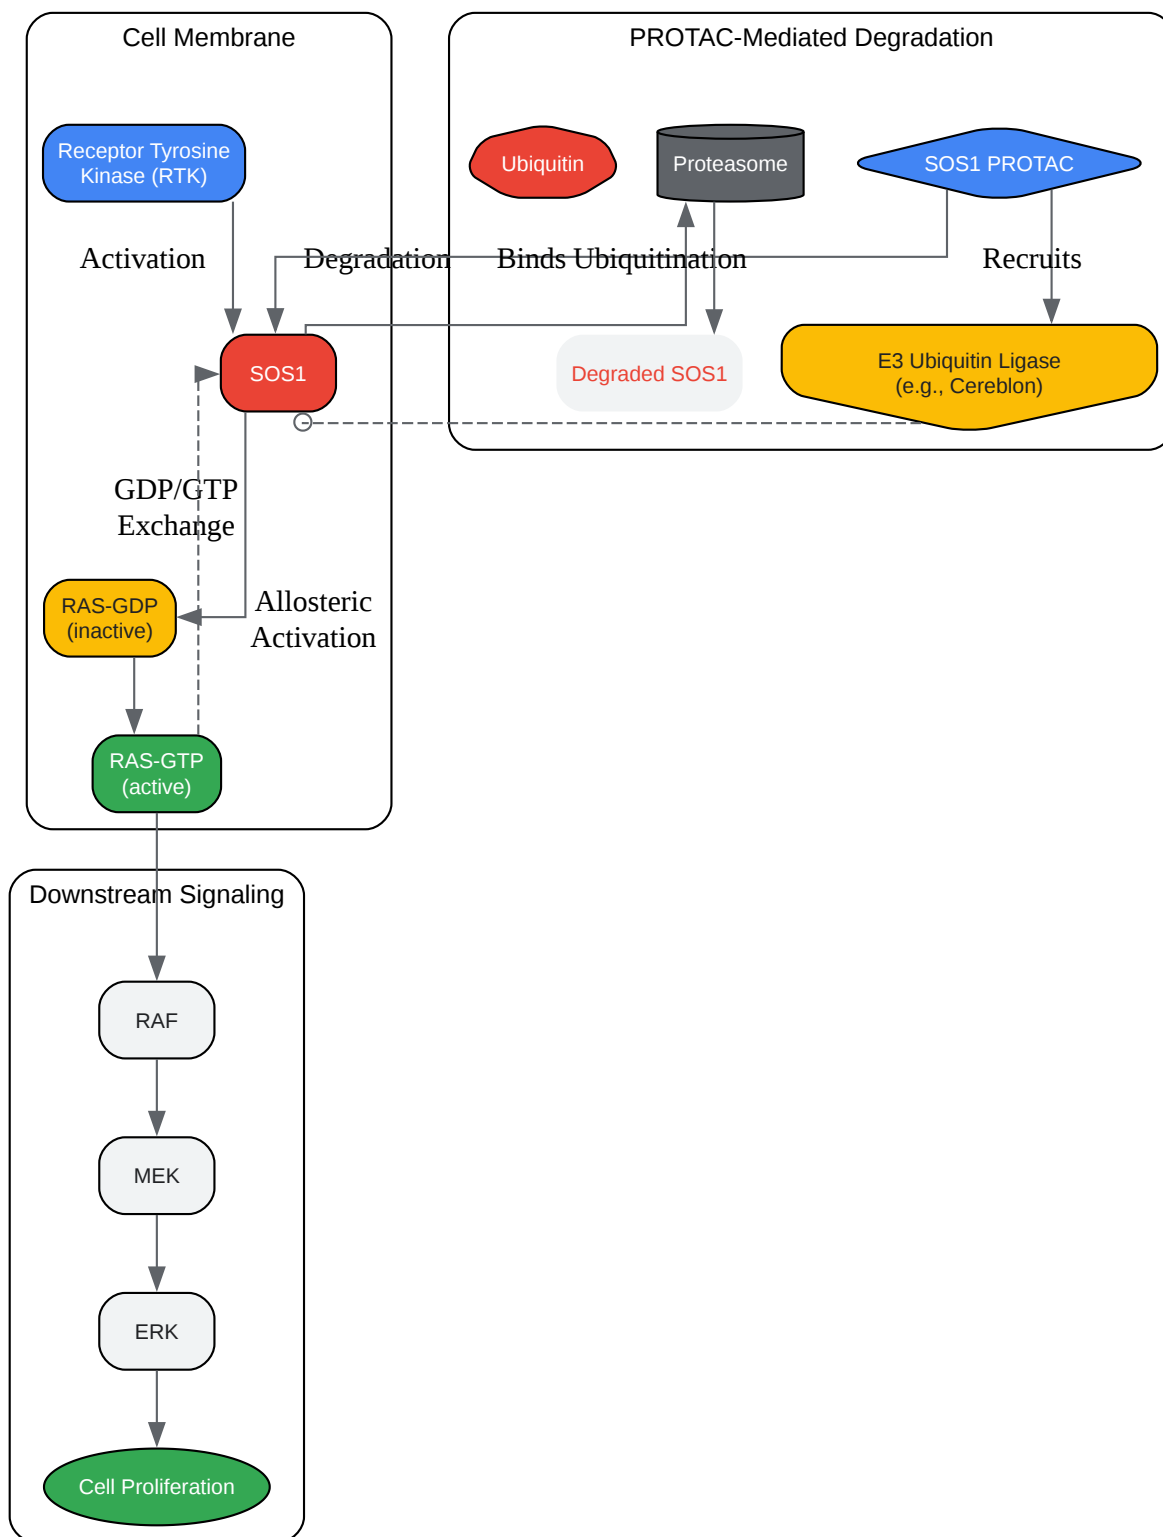 Cell Membrane
PROTAC-Mediated Degradation
Receptor Tyrosine
Kinase (RTK)
Ubiquitin
Proteasome
SOS1 PROTAC
Activation
Degradation
Binds
Ubiquitination
Recruits
SOS1
Degraded SOS1
E3 Ubiquitin Ligase
(e.g., Cereblon)
GDP/GTP
Exchange
RAS-GDP
(inactive)
Allosteric
Activation
RAS-GTP
(active)
Downstream Signaling
RAF
MEK
ERK
Cell Proliferation